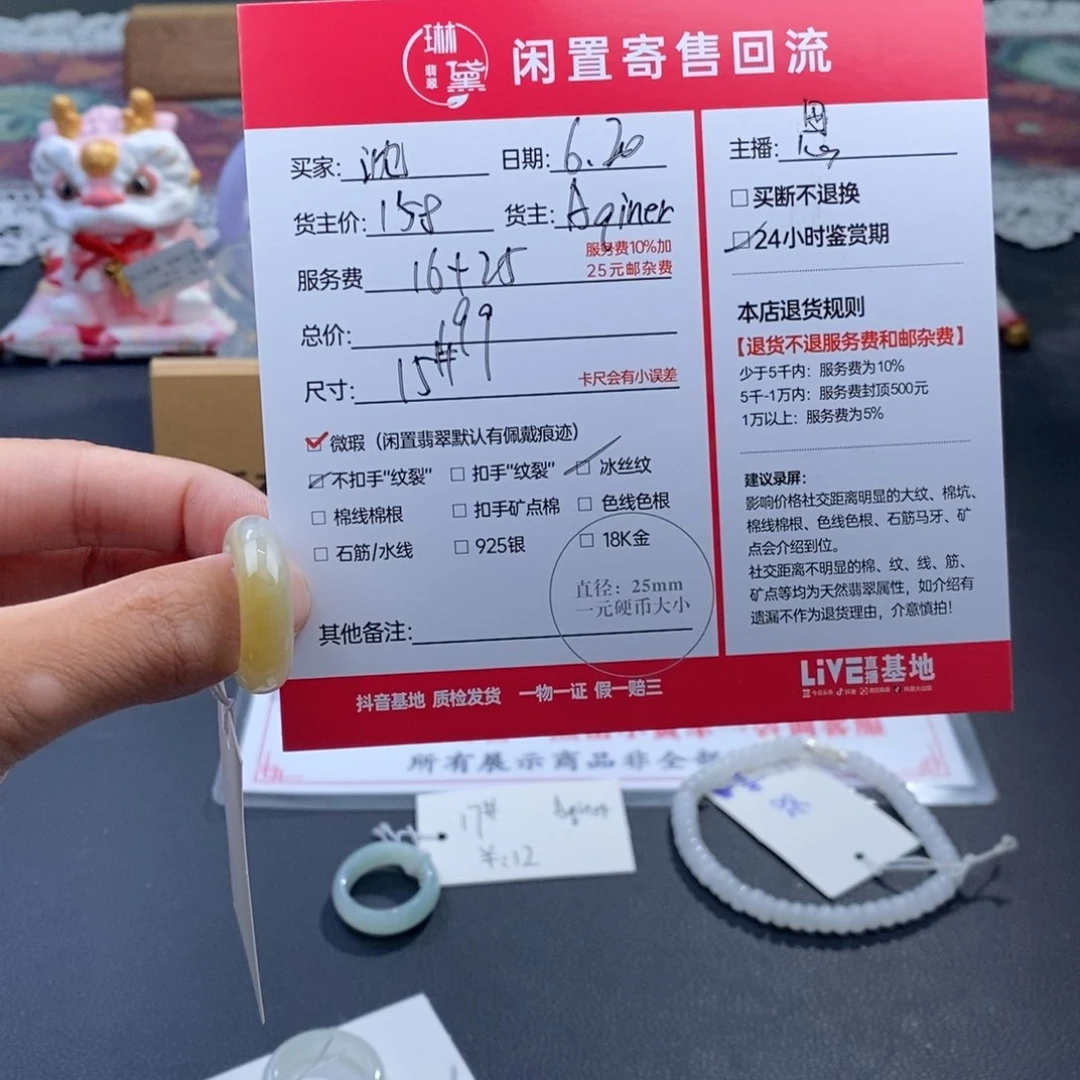 琳黛翡翠 闲置寄售回流
买家: 沈 日期: 6.20
货主价: 158 货主: Aginer
服务费 16+25 服务费10%加25元邮杂费
总价: 199
尺寸: 15# 卡尺会有小误差
微瑕（闲置翡翠默认有佩戴痕迹）
不扣手"纹裂" 扣手"纹裂" 冰丝纹
棉线棉根 扣手矿点棉 色线色根
石筋/水线 925银 18K金
直径：25mm
一元硬币大小
其他备注:
主播:
买断不退换
24小时鉴赏期
本店退货规则
【退货不退服务费和邮杂费】
少于5千内：服务费为10%
5千-1万内：服务费封顶500元
1万以上：服务费为5%
建议录屏：
影响价格社交距离明显的大纹、棉坑、
棉线棉根、色线色根、石筋马牙、矿
点会介绍到位。
社交距离不明显的棉、纹、线、筋、
矿点等均为天然翡翠属性，如介绍有
遗漏不作为退货理由，介意慎拍！
抖音基地 质检发货 一物一证 假一赔三
LiVE直播基地
所有展示商品非全部
17# Aginer
¥212